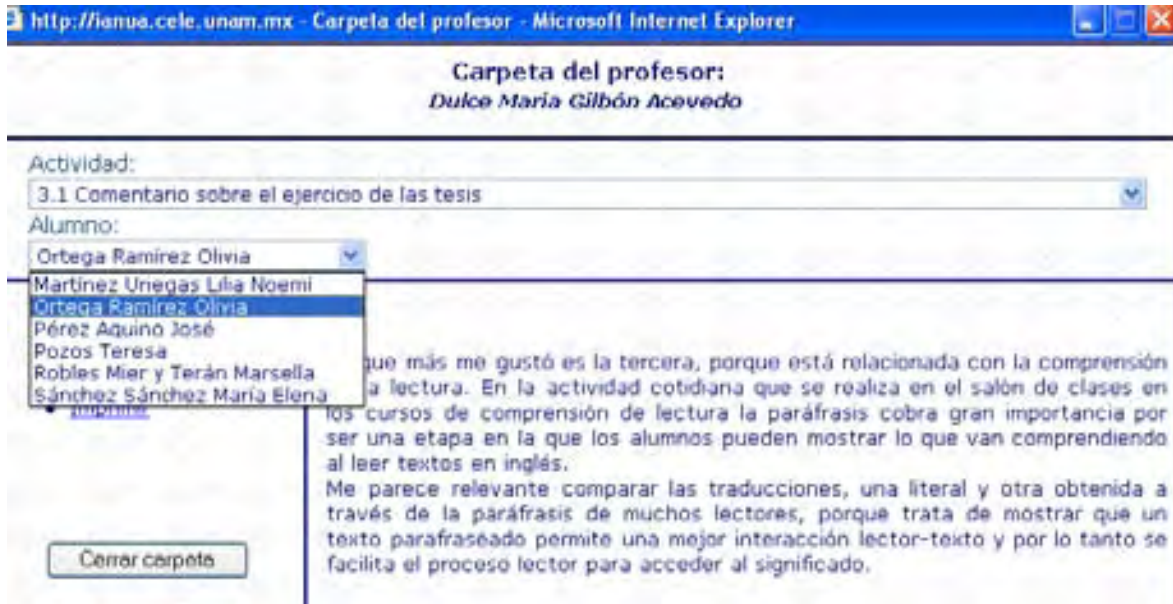 http://ianua.cele.unam.mx - Carpeta del profesor - Microsoft Internet Explorer
Carpeta del profesor:
Dulce María Gilbón Acevedo
Actividad:
3.1 Comentario sobre el ejercicio de las tesis
Alumno:
Ortega Ramírez Olivia
Martínez Uriegas Lilia Noemi
Ortega Ramírez Olivia
Pérez Aquino José
Pozos Teresa
Robles Mier y Terán Marsella
Sánchez Sánchez María Elena
Imprimir
que más me gustó es la tercera, porque está relacionada con la comprensión
a lectura. En la actividad cotidiana que se realiza en el salón de clases en
los cursos de comprensión de lectura la paráfrasis cobra gran importancia por
ser una etapa en la que los alumnos pueden mostrar lo que van comprendiendo
al leer textos en inglés.
Me parece relevante comparar las traducciones, una literal y otra obtenida a
través de la paráfrasis de muchos lectores, porque trata de mostrar que un
texto parafraseado permite una mejor interacción lector-texto y por lo tanto se
facilita el proceso lector para acceder al significado.
Cerrar carpeta